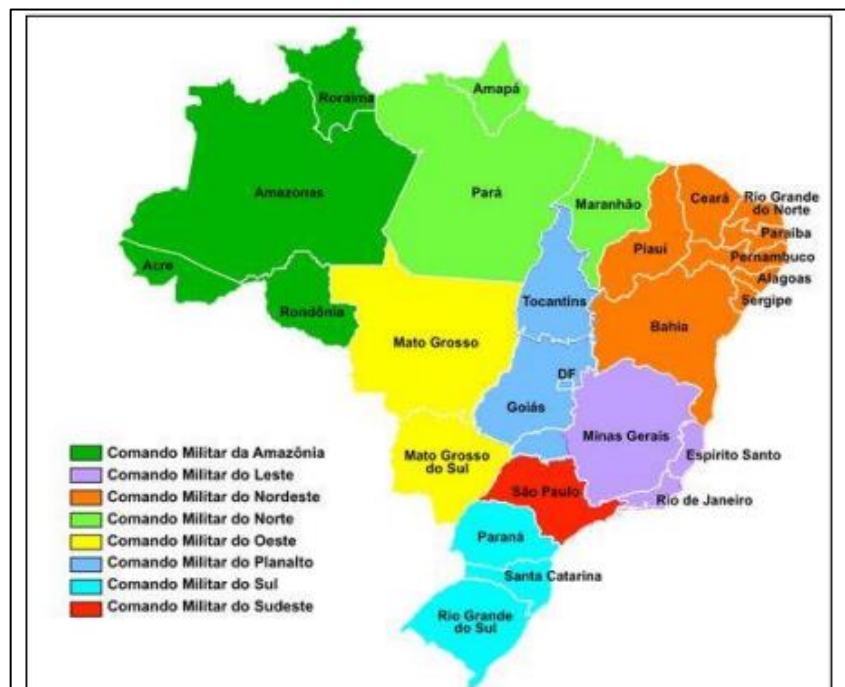 Roraima
Amapá
Amazonas
Pará
Maranhão
Ceará
Rio Grande
do Norte
Paraíba
Piauí
Pernambuco
Alagoas
Sergipe
Acre
Rondônia
Tocantins
Bahia
Mato Grosso
DF
Goiás
Minas Gerais
Espírito Santo
Mato Grosso
do Sul
São Paulo
Rio de Janeiro
Paraná
Santa Catarina
Rio Grande
do Sul
Comando Militar da Amazônia
Comando Militar do Leste
Comando Militar do Nordeste
Comando Militar do Norte
Comando Militar do Oeste
Comando Militar do Planalto
Comando Militar do Sul
Comando Militar do Sudeste